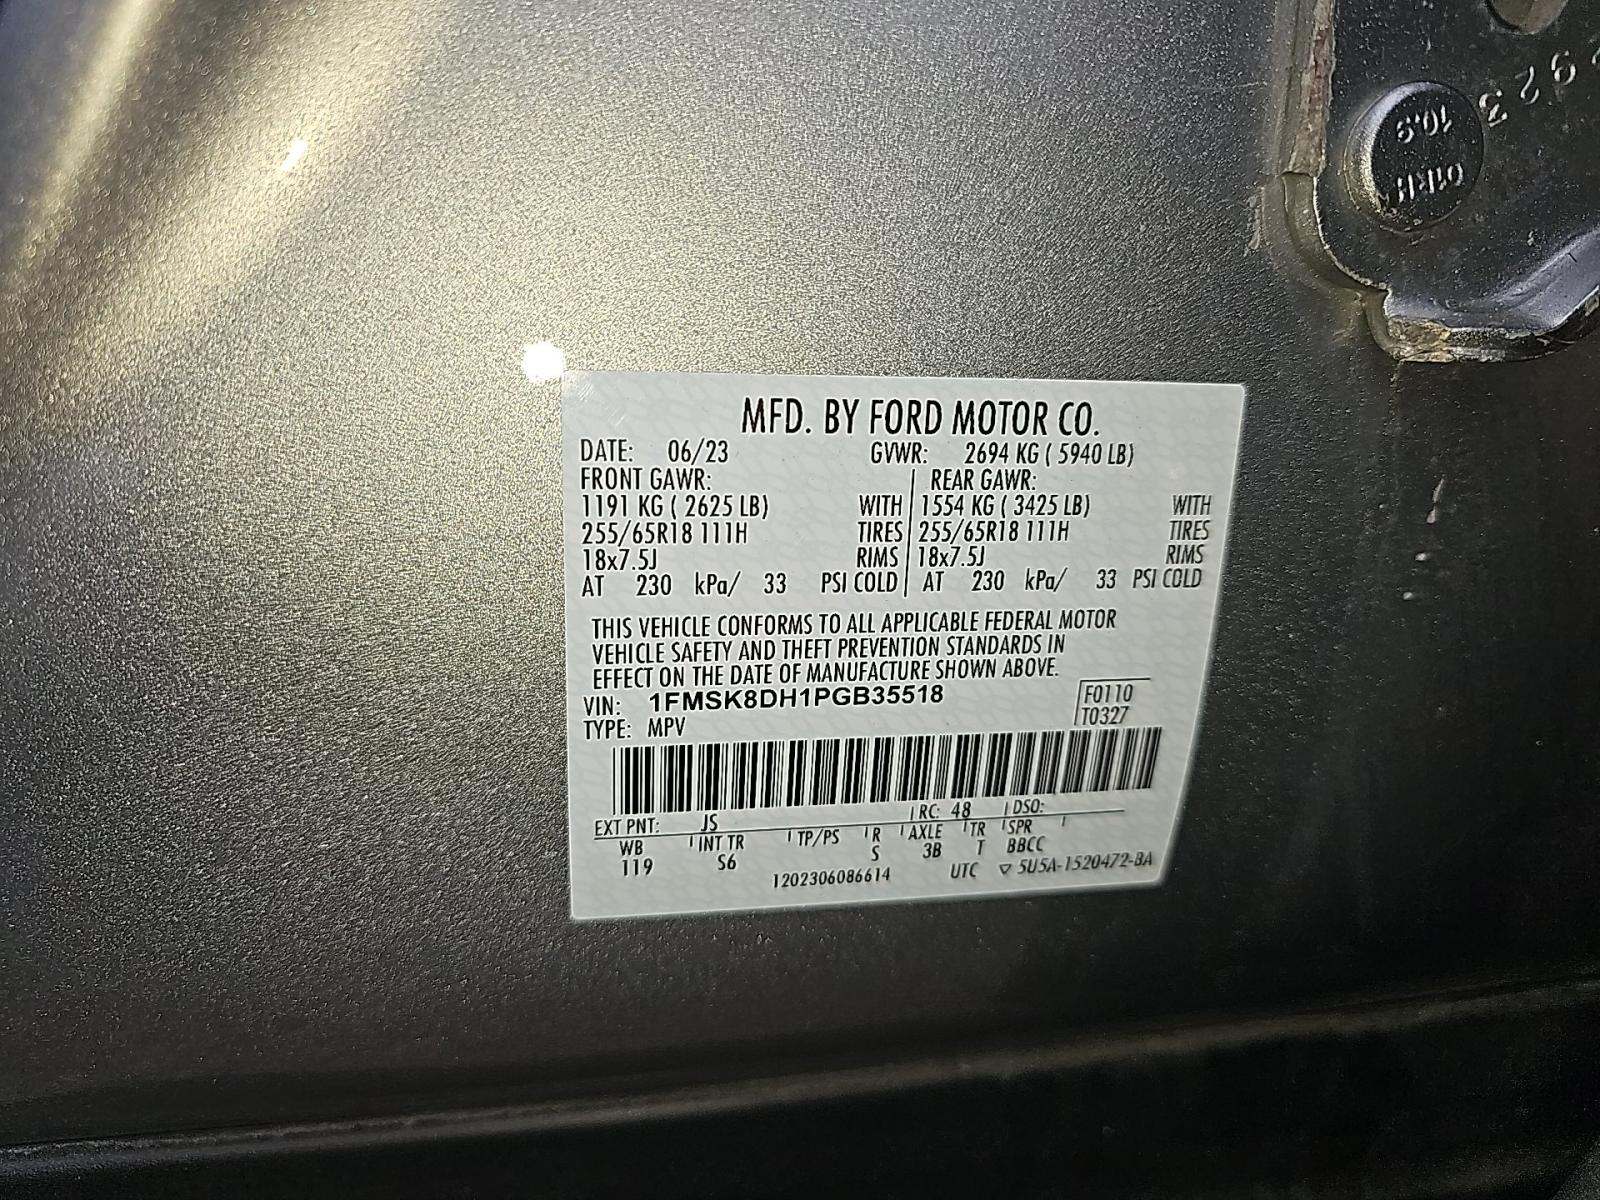 923
10.9
01RH
MFD. BY FORD MOTOR CO.
DATE: 06/23 GVWR: 2694 KG ( 5940 LB)
FRONT GAWR: REAR GAWR:
1191 KG ( 2625 LB) WITH 1554 KG ( 3425 LB) WITH
255/65R18 111H TIRES 255/65R18 111H TIRES
18x7.5J RIMS 18x7.5J RIMS
AT 230 kPa/ 33 PSI COLD AT 230 kPa/ 33 PSI COLD
THIS VEHICLE CONFORMS TO ALL APPLICABLE FEDERAL MOTOR
VEHICLE SAFETY AND THEFT PREVENTION STANDARDS IN
EFFECT ON THE DATE OF MANUFACTURE SHOWN ABOVE.
VIN: 1FMSK8DH1PGB35518 F0110
TYPE: MPV T0327
EXT PNT: JS RC: 48 DSO:
WB INT TR TP/PS R AXLE TR SPR
119 S6 S 3B T BBCC
1202306086614 UTC ▽ 5U5A-1520472-BA